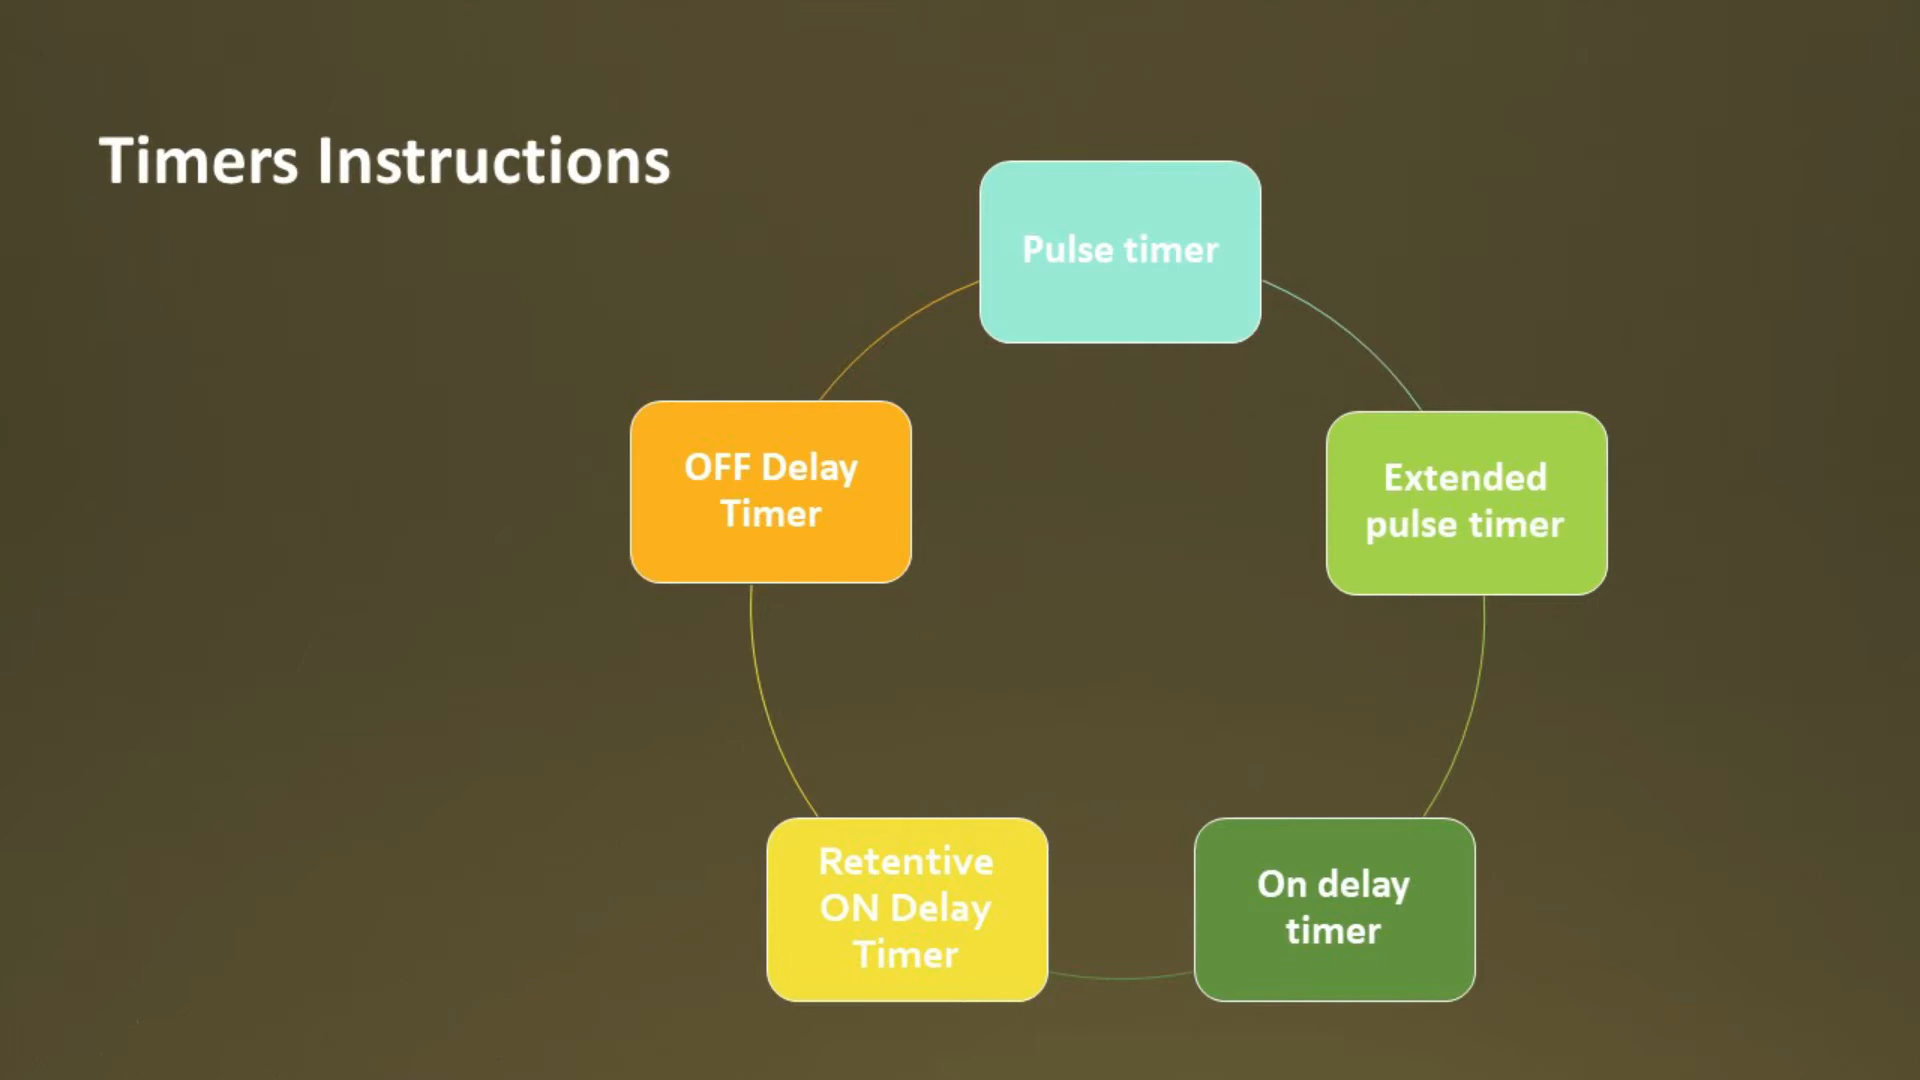 Timers Instructions
Pulse timer
Extended
pulse timer
On delay
timer
Retentive
ON Delay
Timer
OFF Delay
Timer